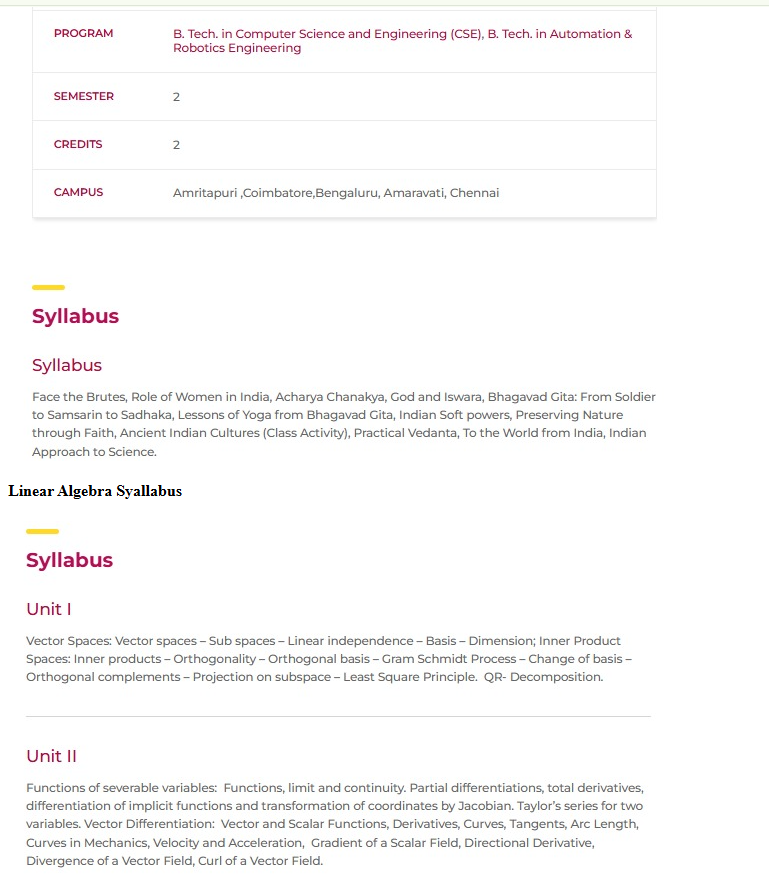 PROGRAM
B. Tech. in Computer Science and Engineering (CSE), B. Tech. in Automation &
Robotics Engineering
SEMESTER 2
CREDITS 2
CAMPUS Amritapuri ,Coimbatore,Bengaluru, Amaravati, Chennai
Syllabus
Syllabus
Face the Brutes, Role of Women in India, Acharya Chanakya, God and Iswara, Bhagavad Gita: From Soldier
to Samsarin to Sadhaka, Lessons of Yoga from Bhagavad Gita, Indian Soft powers, Preserving Nature
through Faith, Ancient Indian Cultures (Class Activity), Practical Vedanta, To the World from India, Indian
Approach to Science.
Linear Algebra Syallabus
Syllabus
Unit I
Vector Spaces: Vector spaces – Sub spaces – Linear independence – Basis – Dimension; Inner Product
Spaces: Inner products – Orthogonality – Orthogonal basis – Gram Schmidt Process – Change of basis –
Orthogonal complements – Projection on subspace – Least Square Principle. QR- Decomposition.
Unit II
Functions of severable variables: Functions, limit and continuity. Partial differentiations, total derivatives,
differentiation of implicit functions and transformation of coordinates by Jacobian. Taylor’s series for two
variables. Vector Differentiation: Vector and Scalar Functions, Derivatives, Curves, Tangents, Arc Length,
Curves in Mechanics, Velocity and Acceleration, Gradient of a Scalar Field, Directional Derivative,
Divergence of a Vector Field, Curl of a Vector Field.